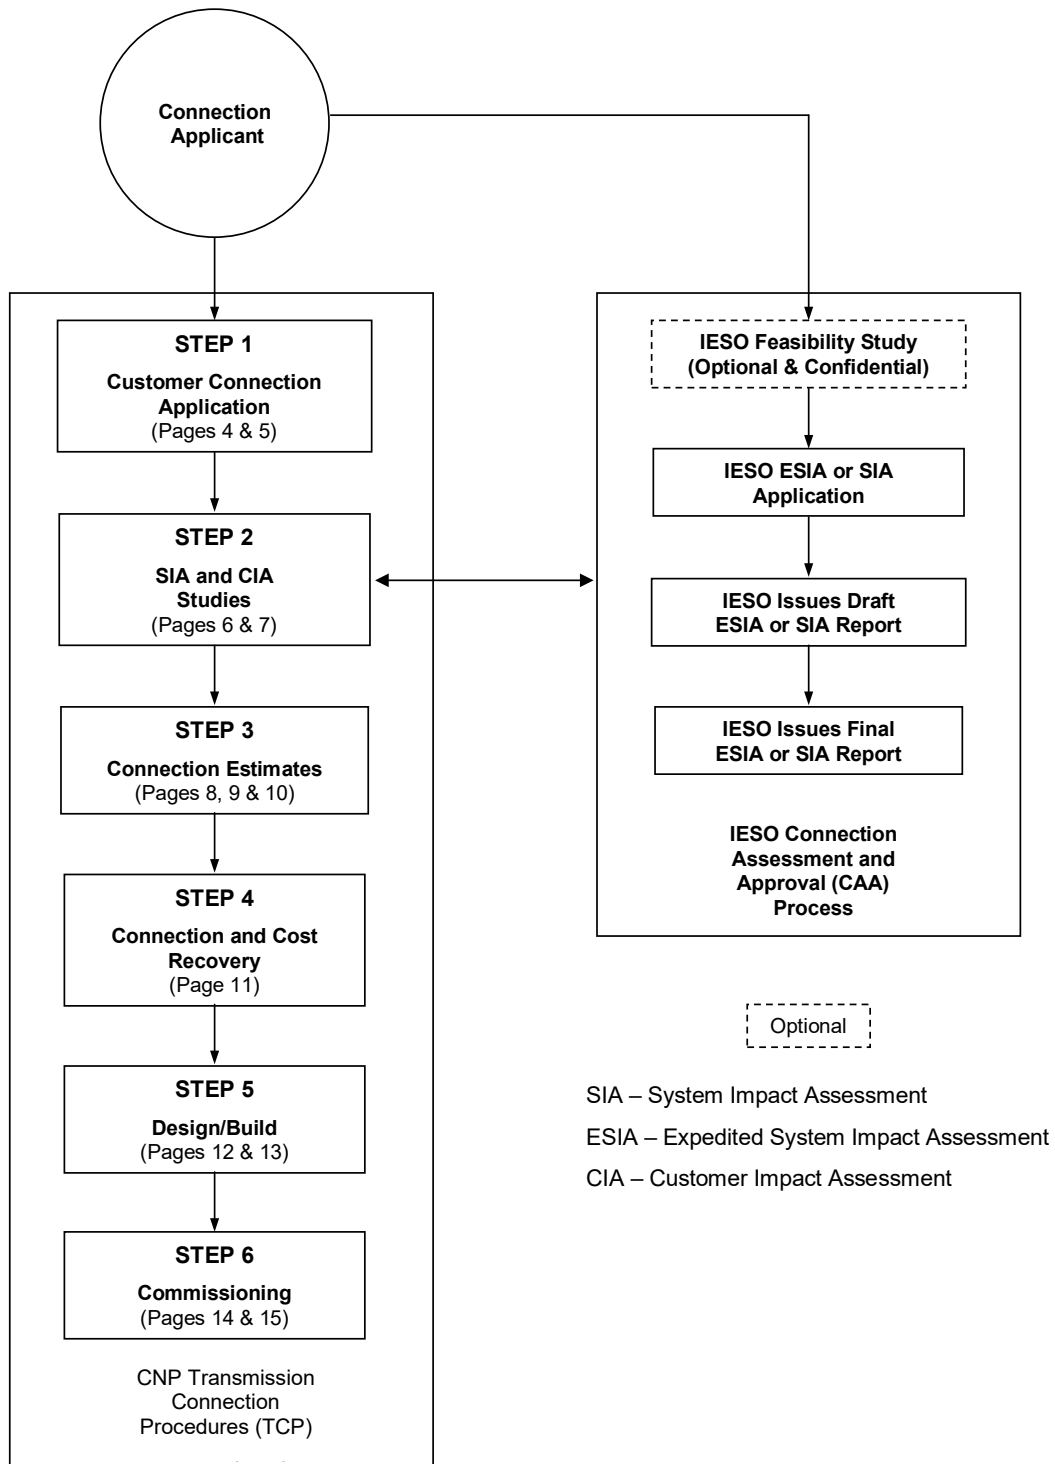 Connection
Applicant
STEP 1
Customer Connection
Application
(Pages 4 & 5)
STEP 2
SIA and CIA
Studies
(Pages 6 & 7)
STEP 3
Connection Estimates
(Pages 8, 9 & 10)
STEP 4
Connection and Cost
Recovery
(Page 11)
STEP 5
Design/Build
(Pages 12 & 13)
STEP 6
Commissioning
(Pages 14 & 15)
CNP Transmission
Connection
Procedures (TCP)
IESO Feasibility Study
(Optional & Confidential)
IESO ESIA or SIA
Application
IESO Issues Draft
ESIA or SIA Report
IESO Issues Final
ESIA or SIA Report
IESO Connection
Assessment and
Approval (CAA)
Process
Optional
SIA – System Impact Assessment
ESIA – Expedited System Impact Assessment
CIA – Customer Impact Assessment